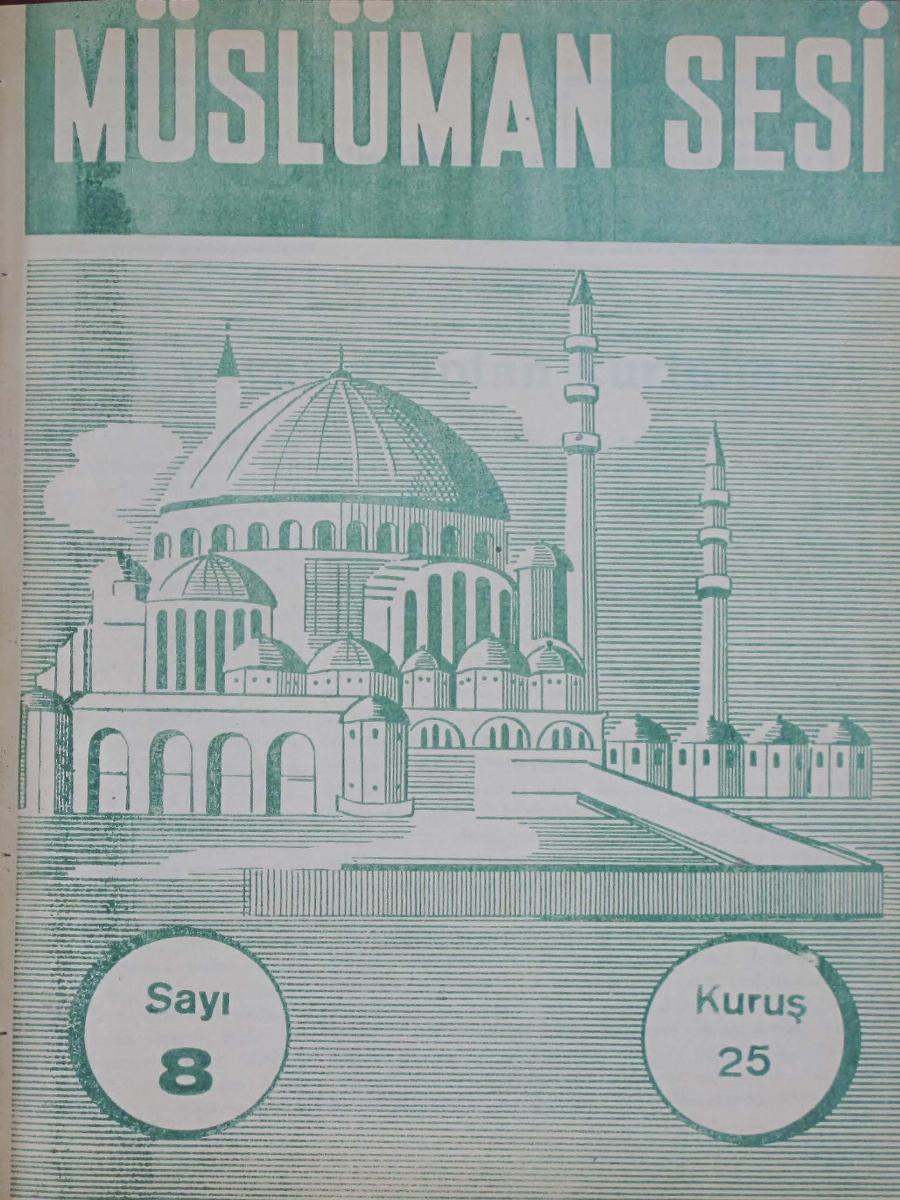 MÜSLÜMAN SESİ
Sayı
8
Kuruş
25